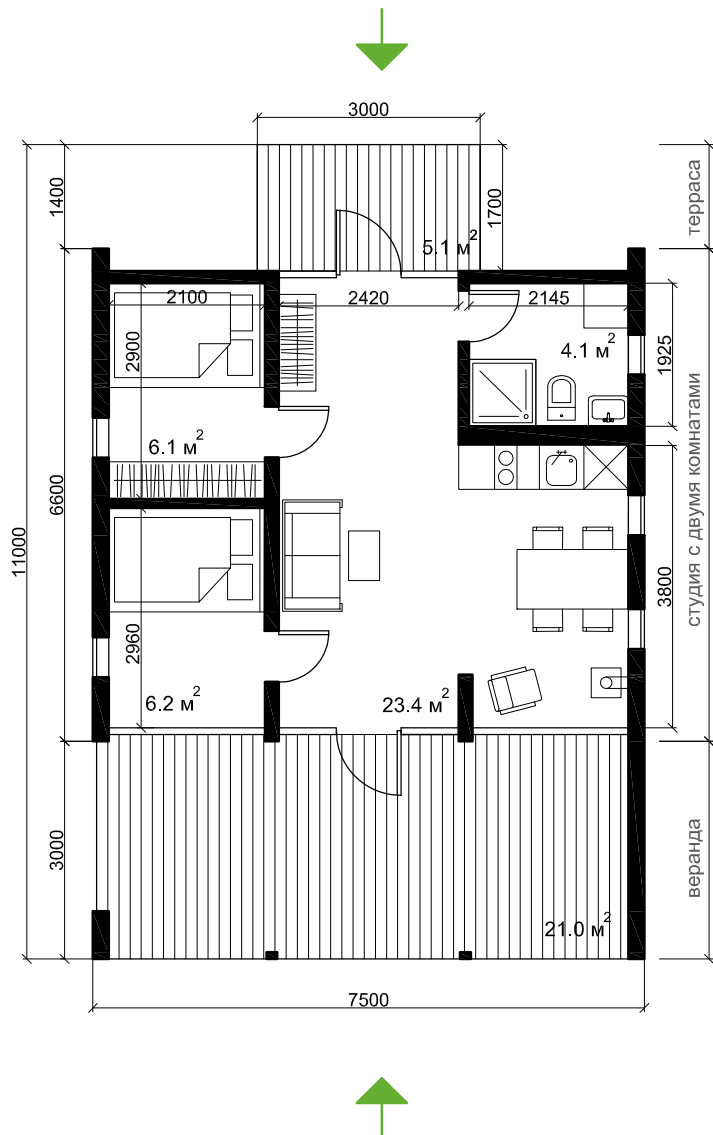 3000
1400
1700
5.1 м²
терраса
2100
2420
2145
2900
4.1 м²
1925
6.1 м²
6600
11000
студия с двумя комнатами
3800
2960
6.2 м²
23.4 м²
3000
веранда
21.0 м²
7500